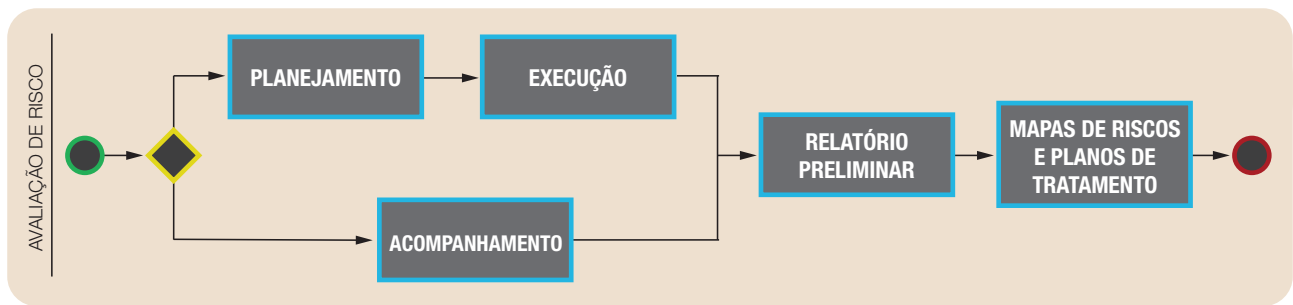 AVALIAÇÃO DE RISCO
PLANEJAMENTO
EXECUÇÃO
ACOMPANHAMENTO
RELATÓRIO
PRELIMINAR
MAPAS DE RISCOS
E PLANOS DE
TRATAMENTO